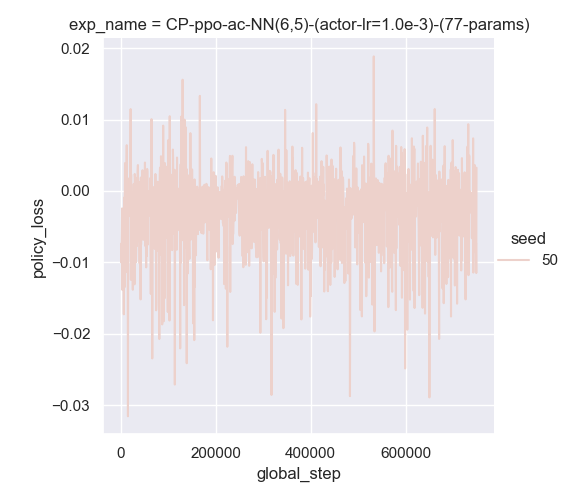 exp_name = CP-ppo-ac-NN(6,5)-(actor-lr=1.0e-3)-(77-params)
0.02
0.01
0.00
−0.01
−0.02
−0.03
policy_loss
0
200000
400000
600000
global_step
seed
50